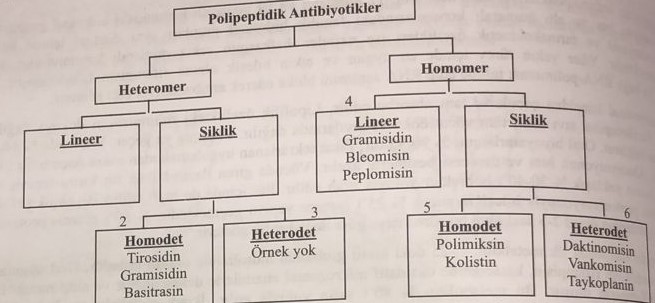 Polipeptidik Antibiyotikler
Heteromer
Homomer
Lineer
Siklik
4
Lineer
Gramisidin
Bleomisin
Peplomisin
Siklik
2
Homodet
Tirosidin
Gramisidin
Basitrasin
3
Heterodet
Örnek yok
5
Homodet
Polimiksin
Kolistin
6
Heterodet
Daktinomisin
Vankomisin
Taykoplanin